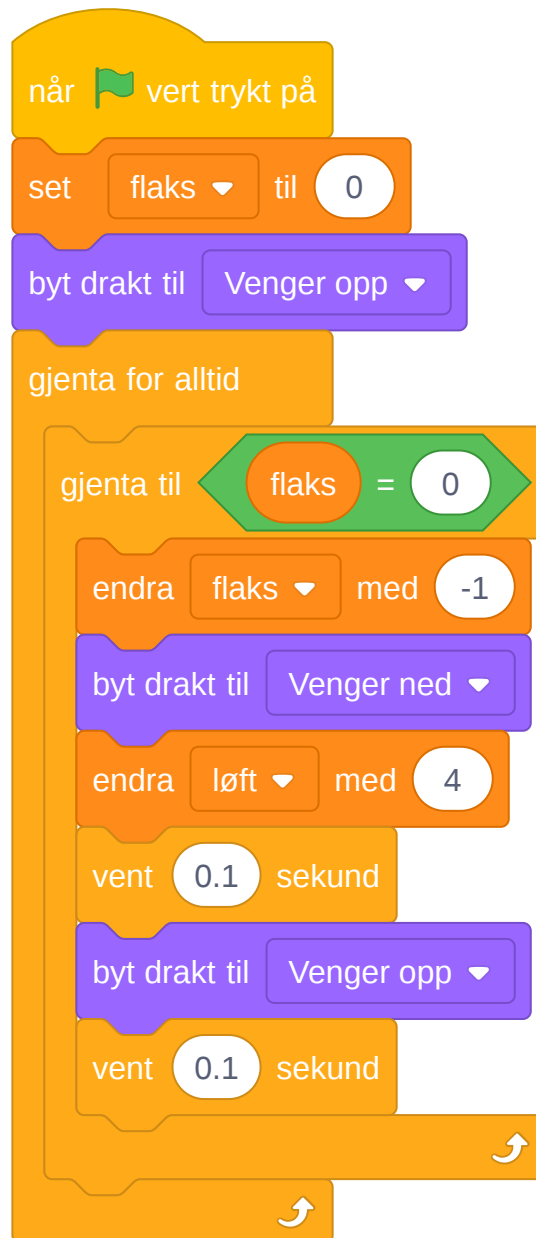 når vert trykt på
set flaks til 0
byt drakt til Venger opp
gjenta for alltid
gjenta til flaks = 0
endra flaks med -1
byt drakt til Venger ned
endra løft med 4
vent 0.1 sekund
byt drakt til Venger opp
vent 0.1 sekund